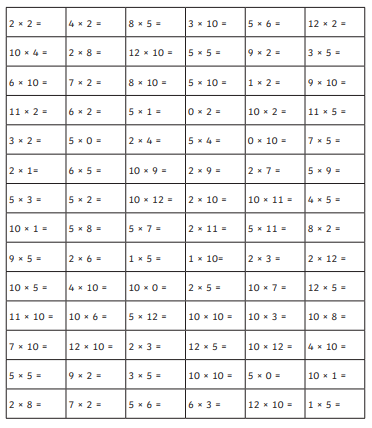 2 × 2 = 4 × 2 = 8 × 5 = 3 × 10 = 5 × 6 = 12 × 2 =
10 × 4 = 2 × 8 = 12 × 10 = 5 × 5 = 9 × 2 = 3 × 5 =
6 × 10 = 7 × 2 = 8 × 10 = 5 × 10 = 1 × 2 = 9 × 10 =
11 × 2 = 6 × 2 = 5 × 1 = 0 × 2 = 10 × 2 = 11 × 5 =
3 × 2 = 5 × 0 = 2 × 4 = 5 × 4 = 0 × 10 = 7 × 5 =
2 × 1= 6 × 5 = 10 × 9 = 2 × 9 = 2 × 7 = 5 × 9 =
5 × 3 = 5 × 2 = 10 × 12 = 2 × 10 = 10 × 11 = 4 × 5 =
10 × 1 = 5 × 8 = 5 × 7 = 2 × 11 = 5 × 11 = 8 × 2 =
9 × 5 = 2 × 6 = 1 × 5 = 1 × 10= 2 × 3 = 2 × 12 =
10 × 5 = 4 × 10 = 10 × 0 = 2 × 5 = 10 × 7 = 12 × 5 =
11 × 10 = 10 × 6 = 5 × 12 = 10 × 10 = 10 × 3 = 10 × 8 =
7 × 10 = 12 × 10 = 2 × 3 = 12 × 5 = 10 × 12 = 4 × 10 =
5 × 5 = 9 × 2 = 3 × 5 = 10 × 10 = 5 × 0 = 10 × 1 =
2 × 8 = 7 × 2 = 5 × 6 = 6 × 3 = 12 × 10 = 1 × 5 =